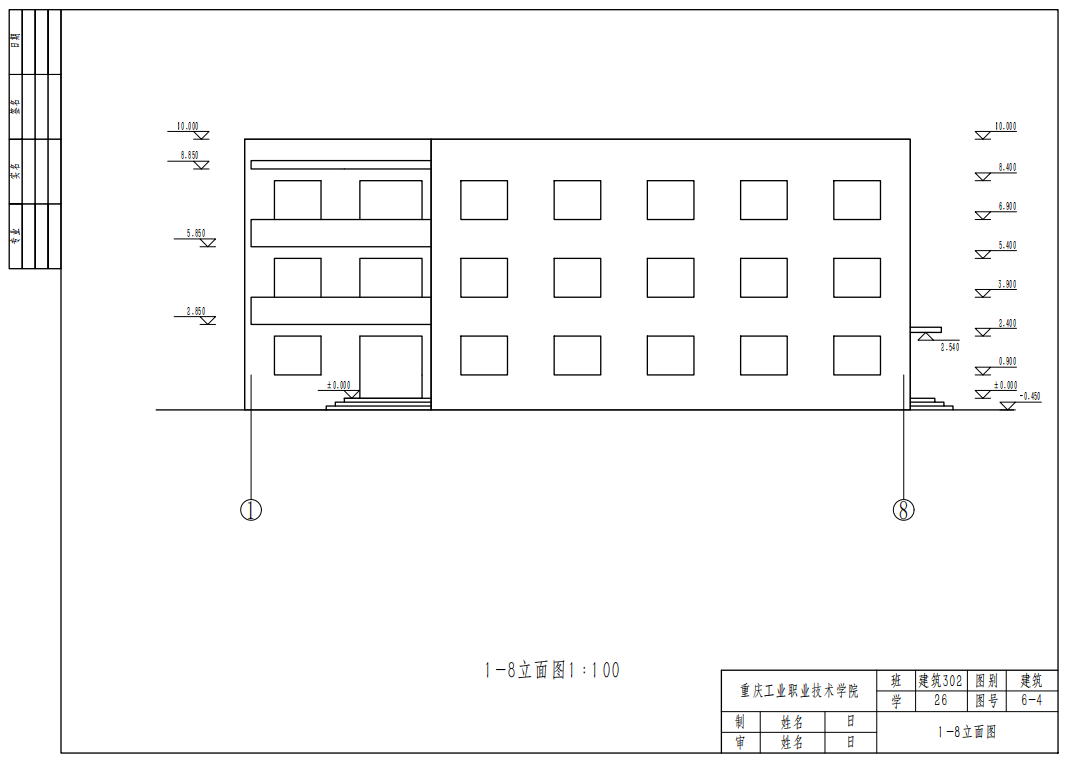 日期
签名
实名
专业
10.000
8.850
5.850
2.850
±0.000
10.000
8.400
6.900
5.400
3.900
2.400
2.540
0.900
±0.000
-0.450
1
8
1-8立面图1:100
重庆工业职业技术学院
班 建筑302 图别 建筑
学 26 图号 6-4
制 姓名 日
审 姓名 日
1-8立面图